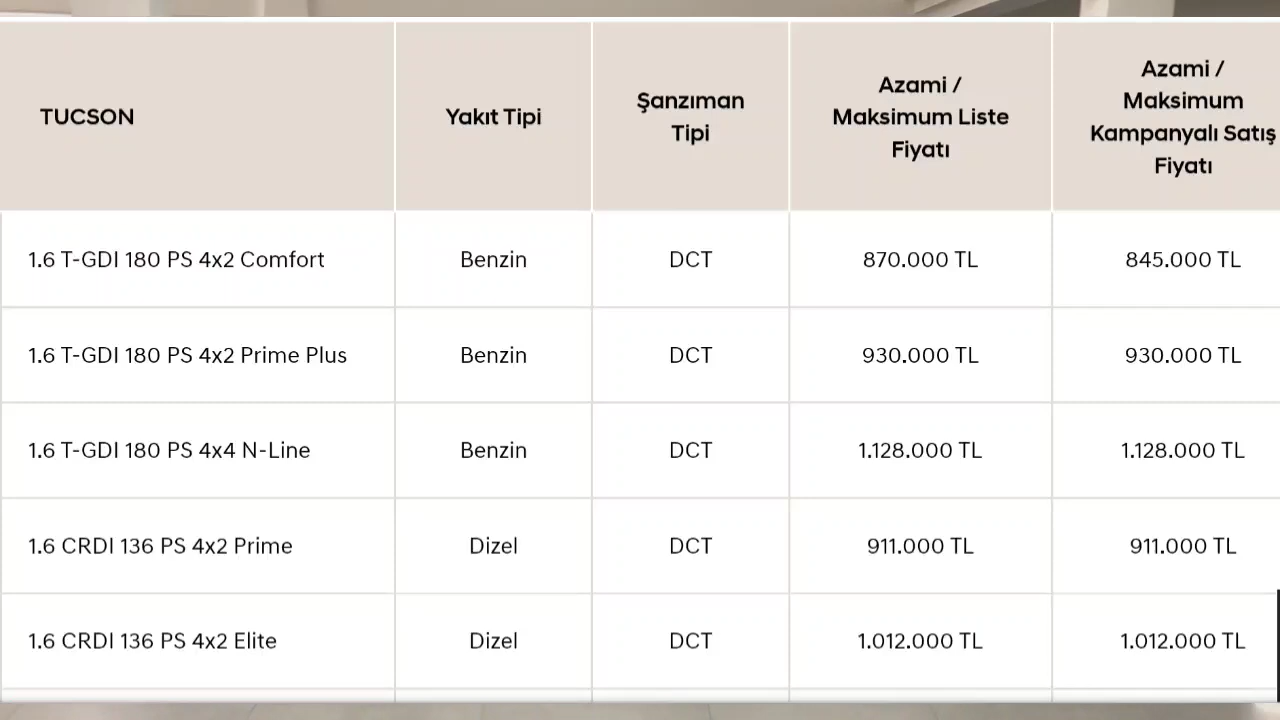 TUCSON
Yakıt Tipi
Şanzıman
Tipi
Azami /
Maksimum Liste
Fiyatı
Azami /
Maksimum
Kampanyalı Satış
Fiyatı
1.6 T-GDI 180 PS 4x2 Comfort Benzin DCT 870.000 TL 845.000 TL
1.6 T-GDI 180 PS 4x2 Prime Plus Benzin DCT 930.000 TL 930.000 TL
1.6 T-GDI 180 PS 4x4 N-Line Benzin DCT 1.128.000 TL 1.128.000 TL
1.6 CRDI 136 PS 4x2 Prime Dizel DCT 911.000 TL 911.000 TL
1.6 CRDI 136 PS 4x2 Elite Dizel DCT 1.012.000 TL 1.012.000 TL